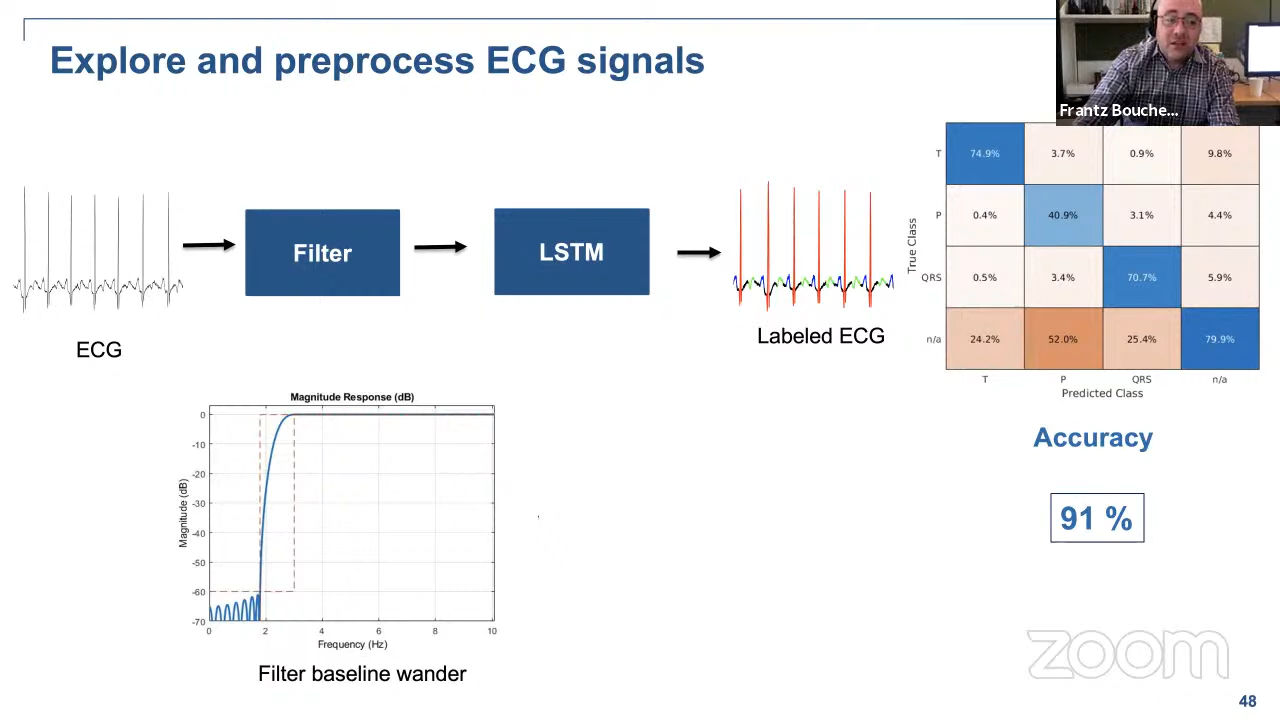 Explore and preprocess ECG signals
Frantz Bouche...
ECG
Filter
LSTM
Labeled ECG
True Class
T
74.9%
3.7%
0.9%
9.8%
P
0.4%
40.9%
3.1%
4.4%
QRS
0.5%
3.4%
70.7%
5.9%
n/a
24.2%
52.0%
25.4%
79.9%
T
P
QRS
n/a
Predicted Class
Accuracy
91 %
Magnitude Response (dB)
Magnitude (dB)
0
-10
-20
-30
-40
-50
-60
-70
0
2
4
6
8
10
Frequency (Hz)
Filter baseline wander
zoom
48